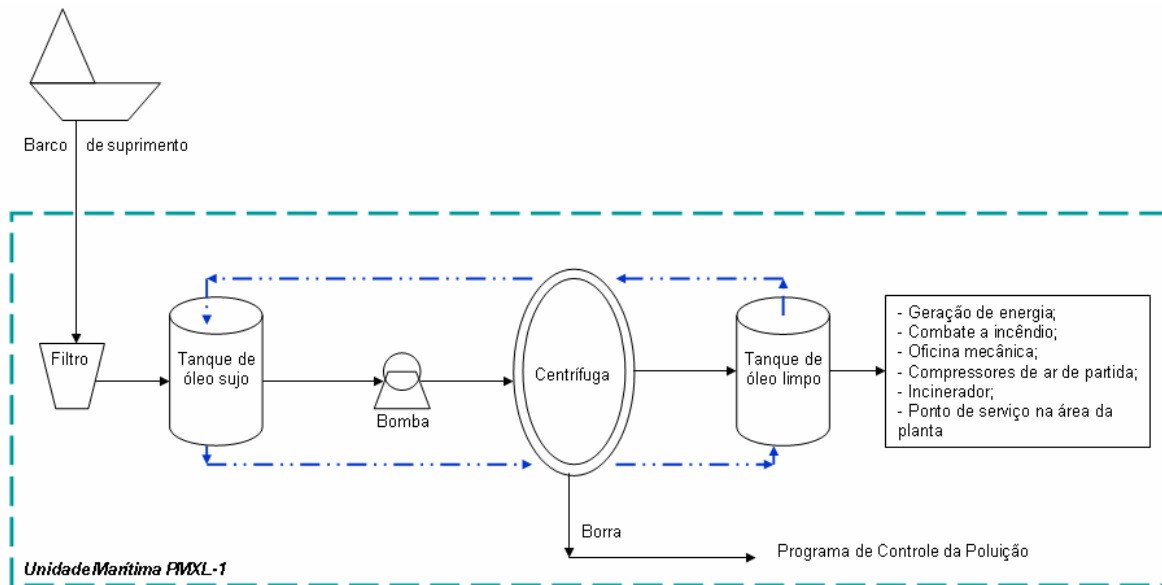 Barco de suprimento
Filtro
Tanque de
óleo sujo
Bomba
Centrífuga
Tanque de
óleo limpo
- Geração de energia;
- Combate a incêndio;
- Oficina mecânica;
- Compressores de ar de partida;
- Incinerador;
- Ponto de serviço na área da
planta
Borra
Programa de Controle da Poluição
Unidade Marítima PMXL-1